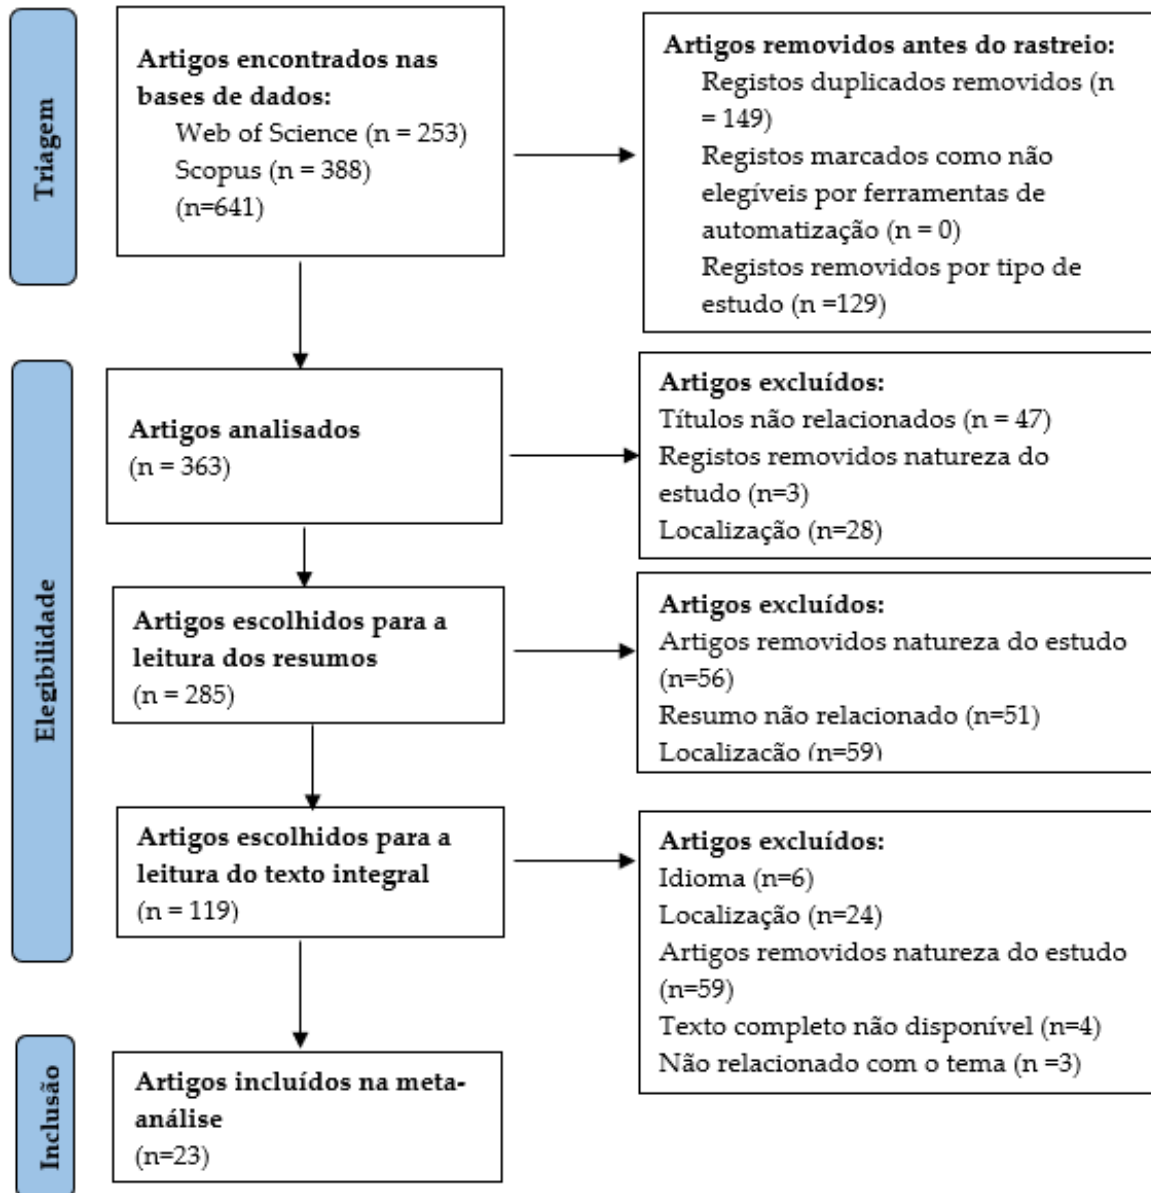 Triagem
Artigos encontrados nas
bases de dados:
Web of Science (n = 253)
Scopus (n = 388)
(n=641)
Artigos removidos antes do rastreio:
Registos duplicados removidos (n
= 149)
Registos marcados como não
elegíveis por ferramentas de
automatização (n = 0)
Registos removidos por tipo de
estudo (n =129)
Elegibilidade
Artigos analisados
(n = 363)
Artigos excluídos:
Títulos não relacionados (n = 47)
Registos removidos natureza do
estudo (n=3)
Localização (n=28)
Artigos escolhidos para a
leitura dos resumos
(n = 285)
Artigos excluídos:
Artigos removidos natureza do estudo
(n=56)
Resumo não relacionado (n=51)
Localização (n=59)
Artigos escolhidos para a
leitura do texto integral
(n = 119)
Artigos excluídos:
Idioma (n=6)
Localização (n=24)
Artigos removidos natureza do estudo
(n=59)
Texto completo não disponível (n=4)
Não relacionado com o tema (n =3)
Inclusão
Artigos incluídos na meta-
análise
(n=23)